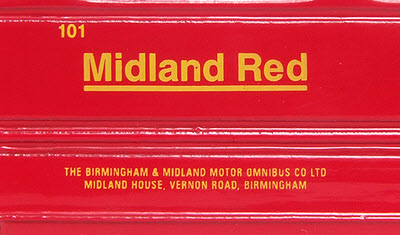 101
Midland Red
THE BIRMINGHAM & MIDLAND MOTOR OMNIBUS CO LTD
MIDLAND HOUSE, VERNON ROAD, BIRMINGHAM